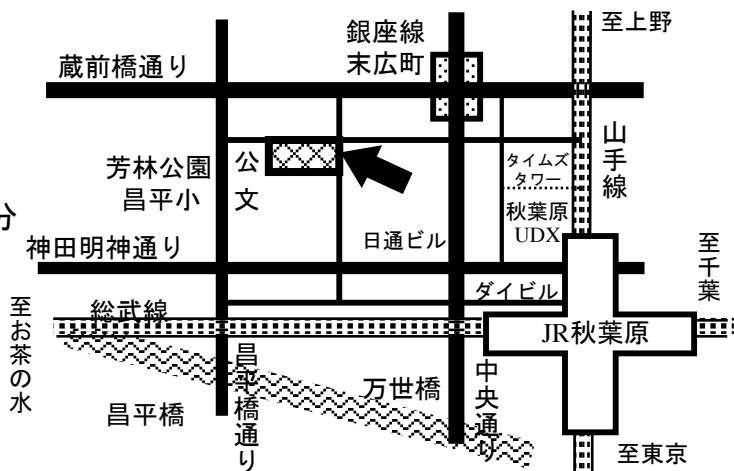 至上野
銀座線
末広町
蔵前橋通り
山手線
タイムズ
タワー
芳林公園
昌平小
公文
秋葉原
UDX
分
日通ビル
神田明神通り
至千葉
ダイビル
至お茶の水
総武線
JR秋葉原
昌平橋通り
万世橋
中央通り
昌平橋
至東京